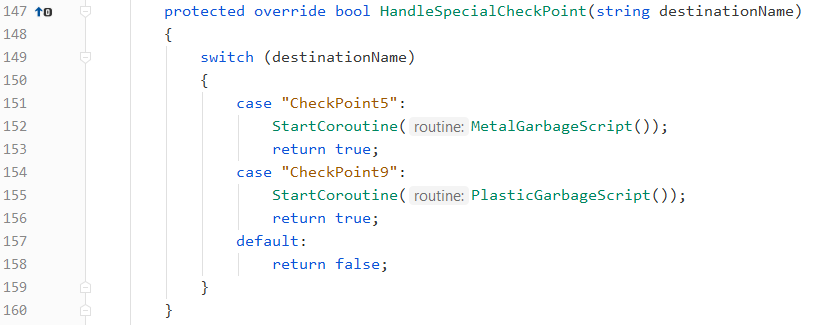 147 protected override bool HandleSpecialCheckPoint(string destinationName)
148 {
149 switch (destinationName)
150 {
151 case "CheckPoint5":
152 StartCoroutine( routine: MetalGarbageScript());
153 return true;
154 case "CheckPoint9":
155 StartCoroutine( routine: PlasticGarbageScript());
156 return true;
157 default:
158 return false;
159 }
160 }